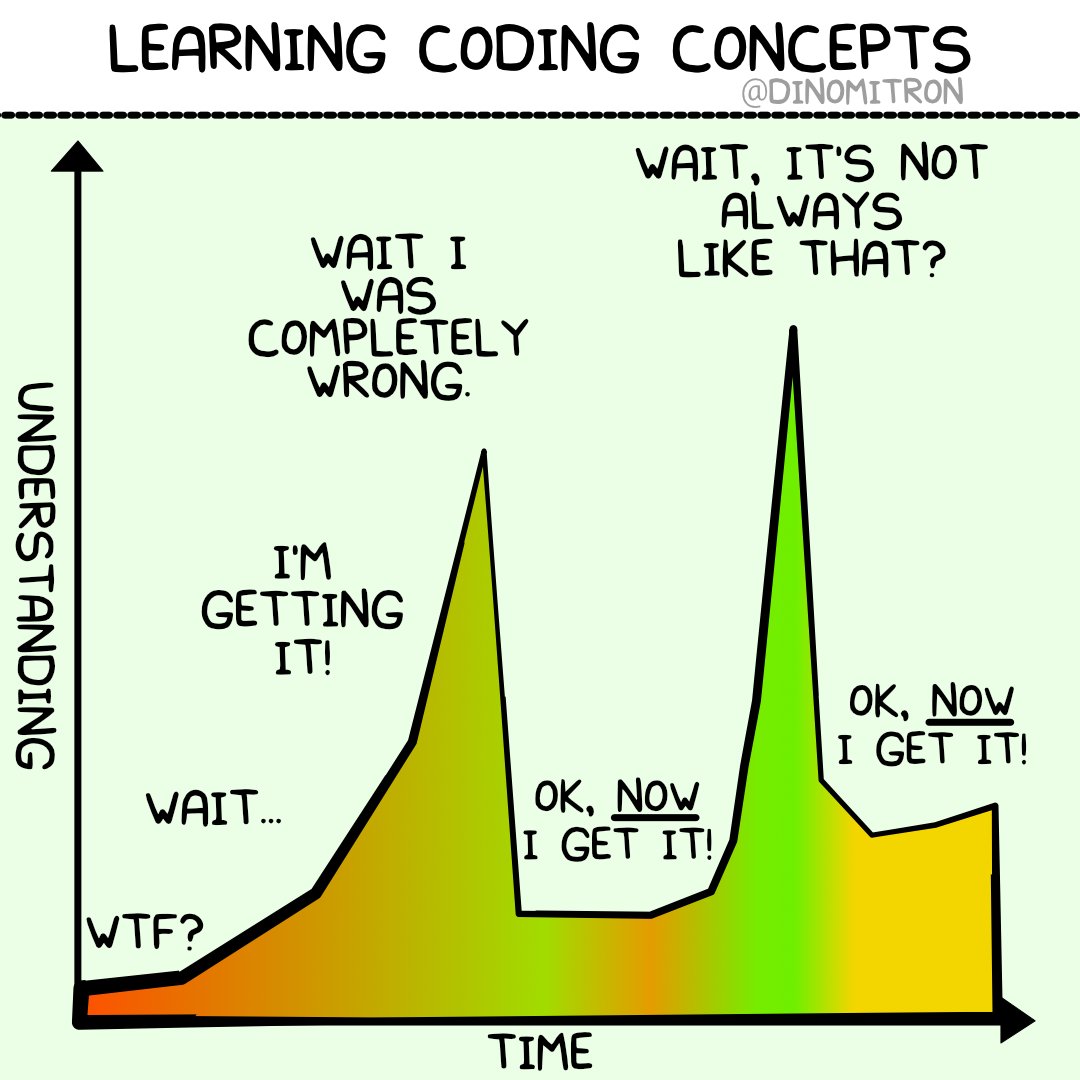 LEARNING CODING CONCEPTS
@DINOMITRON
WAIT, IT'S NOT
ALWAYS
LIKE THAT?
WAIT I
WAS
COMPLETELY
WRONG.
UNDERSTANDING
I'M
GETTING
IT!
OK, NOW
I GET IT!
WAIT...
OK, NOW
I GET IT!
WTF?
TIME